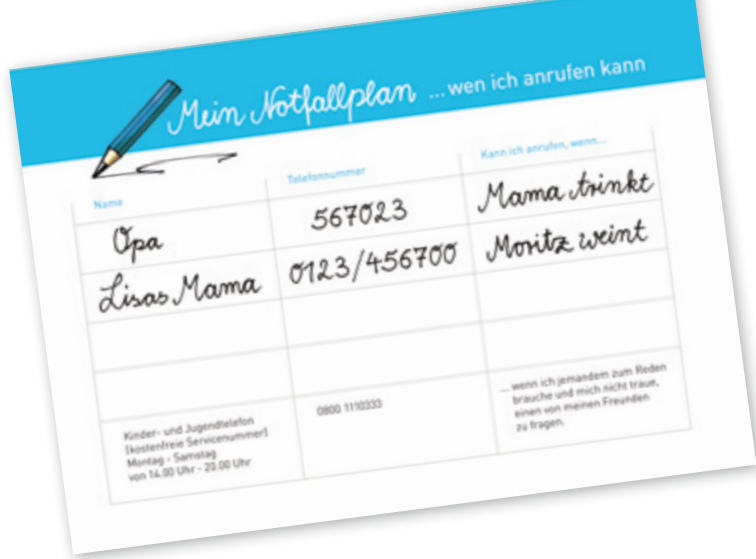 Mein Notfallplan ...wen ich anrufen kann
Name Telefonnummer Kann ich anrufen, wenn...
Opa 567023 Mama trinkt
Lisas Mama 0123/456700 Moritz weint
Kinder- und Jugendtelefon
(kostenfreie Servicenummer)
Montag - Samstag
von 14.00 Uhr - 20.00 Uhr
0800 1110333
... wenn ich jemandem zum Reden
brauche und mich nicht traue,
einen von meinen Freunden
zu fragen.